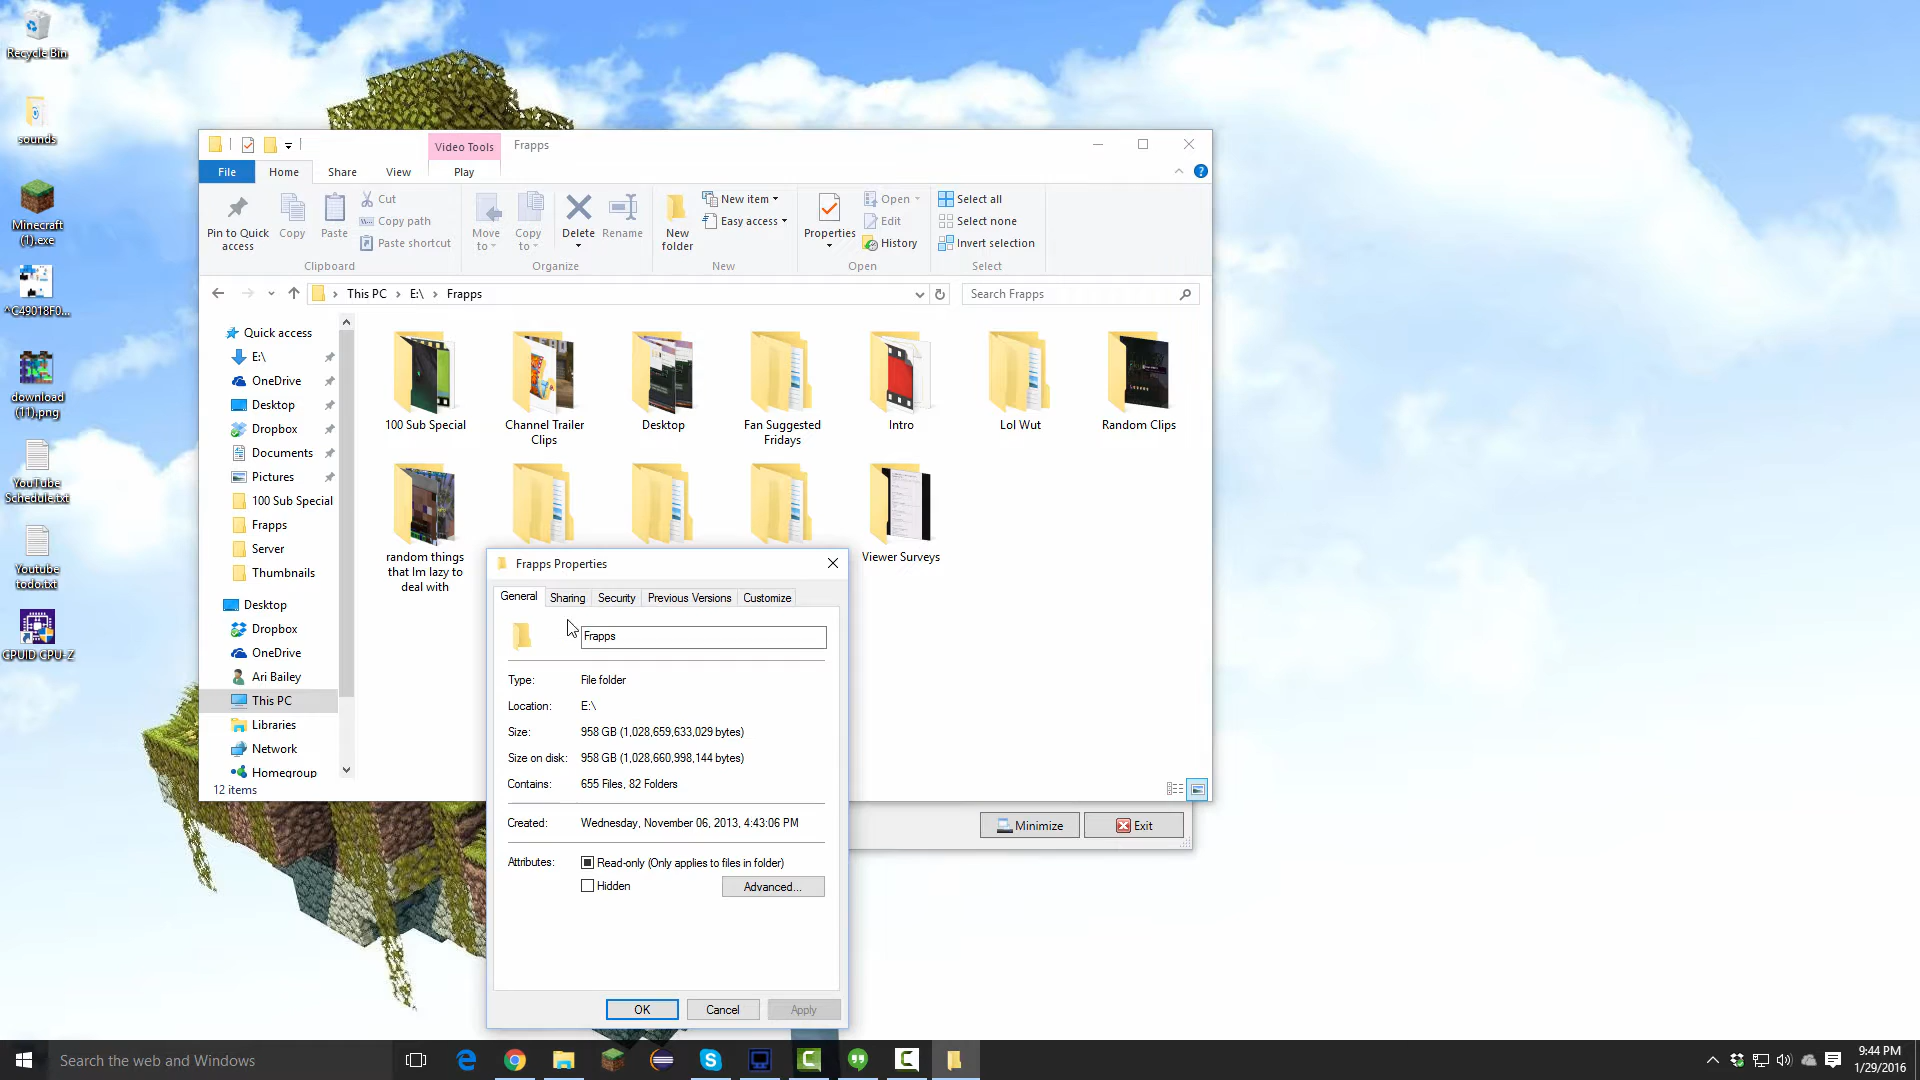 Recycle Bin
sounds
Minecraft
(1).exe
^C49018F0...
download
(11).png
YouTube
Schedule.txt
Youtube
todo.txt
CPUID CPU-Z
Video Tools
Frapps
File
Home
Share
View
Play
Pin to Quick
access
Copy
Paste
Cut
Copy path
Paste shortcut
Clipboard
Move
to
Copy
to
Delete
Rename
Organize
New
folder
New item
Easy access
New
Properties
Open
Edit
History
Open
Select all
Select none
Invert selection
Select
This PC
E:\
Frapps
Search Frapps
Quick access
E:\
OneDrive
Desktop
Dropbox
Documents
Pictures
100 Sub Special
Frapps
Server
Thumbnails
Desktop
Dropbox
OneDrive
Ari Bailey
This PC
Libraries
Network
Homegroup
100 Sub Special
Channel Trailer
Clips
Desktop
Fan Suggested
Fridays
Intro
Lol Wut
Random Clips
random things
that Im lazy to
deal with
Viewer Surveys
12 items
Frapps Properties
General
Sharing
Security
Previous Versions
Customize
Frapps
Type: File folder
Location: E:\
Size: 958 GB (1,028,659,633,029 bytes)
Size on disk: 958 GB (1,028,660,998,144 bytes)
Contains: 655 Files, 82 Folders
Created: Wednesday, November 06, 2013, 4:43:06 PM
Attributes: Read-only (Only applies to files in folder)
Hidden
Advanced...
OK
Cancel
Apply
Minimize
Exit
Search the web and Windows
9:44 PM
1/29/2016